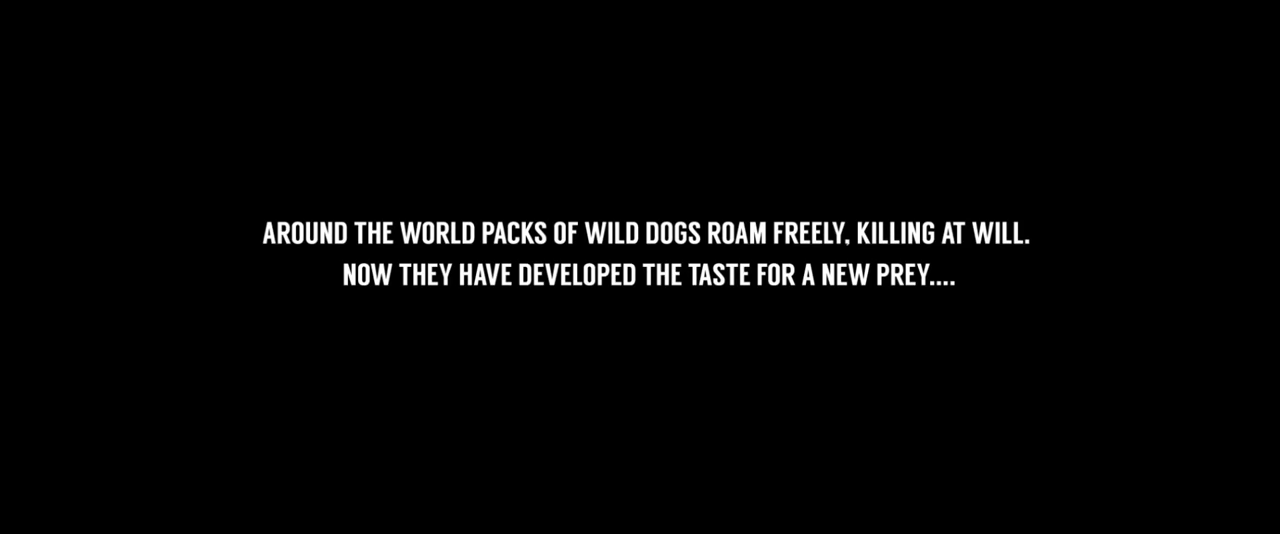 AROUND THE WORLD PACKS OF WILD DOGS ROAM FREELY, KILLING AT WILL.
NOW THEY HAVE DEVELOPED THE TASTE FOR A NEW PREY....